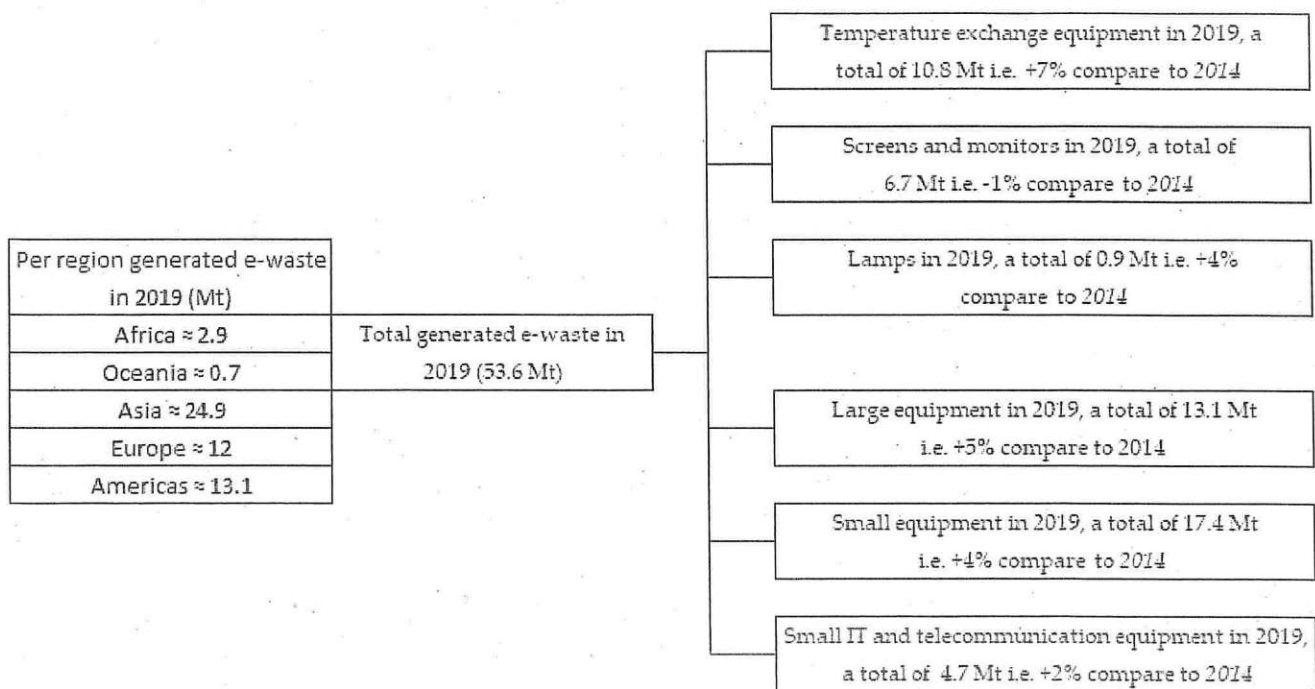 Per region generated e-waste
in 2019 (Mt)
Africa ≈ 2.9
Oceania ≈ 0.7
Asia ≈ 24.9
Europe ≈ 12
Americas ≈ 13.1
Total generated e-waste in
2019 (53.6 Mt)
Temperature exchange equipment in 2019, a
total of 10.8 Mt i.e. +7% compare to 2014
Screens and monitors in 2019, a total of
6.7 Mt i.e. -1% compare to 2014
Lamps in 2019, a total of 0.9 Mt i.e. +4%
compare to 2014
Large equipment in 2019, a total of 13.1 Mt
i.e. +5% compare to 2014
Small equipment in 2019, a total of 17.4 Mt
i.e. +4% compare to 2014
Small IT and telecommunication equipment in 2019,
a total of 4.7 Mt i.e. +2% compare to 2014